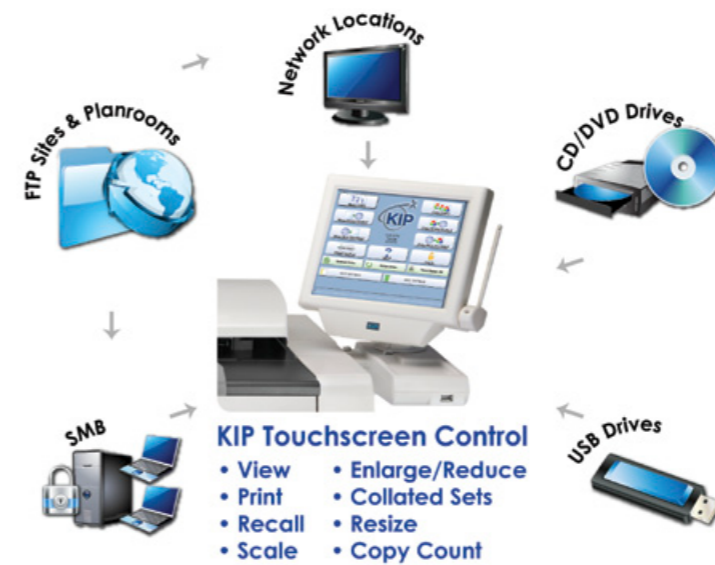 Network Locations
FTP Sites & Planrooms
CD/DVD Drives
KIP
SMB
USB Drives
KIP Touchscreen Control
• View
• Print
• Recall
• Scale
• Enlarge/Reduce
• Collated Sets
• Resize
• Copy Count